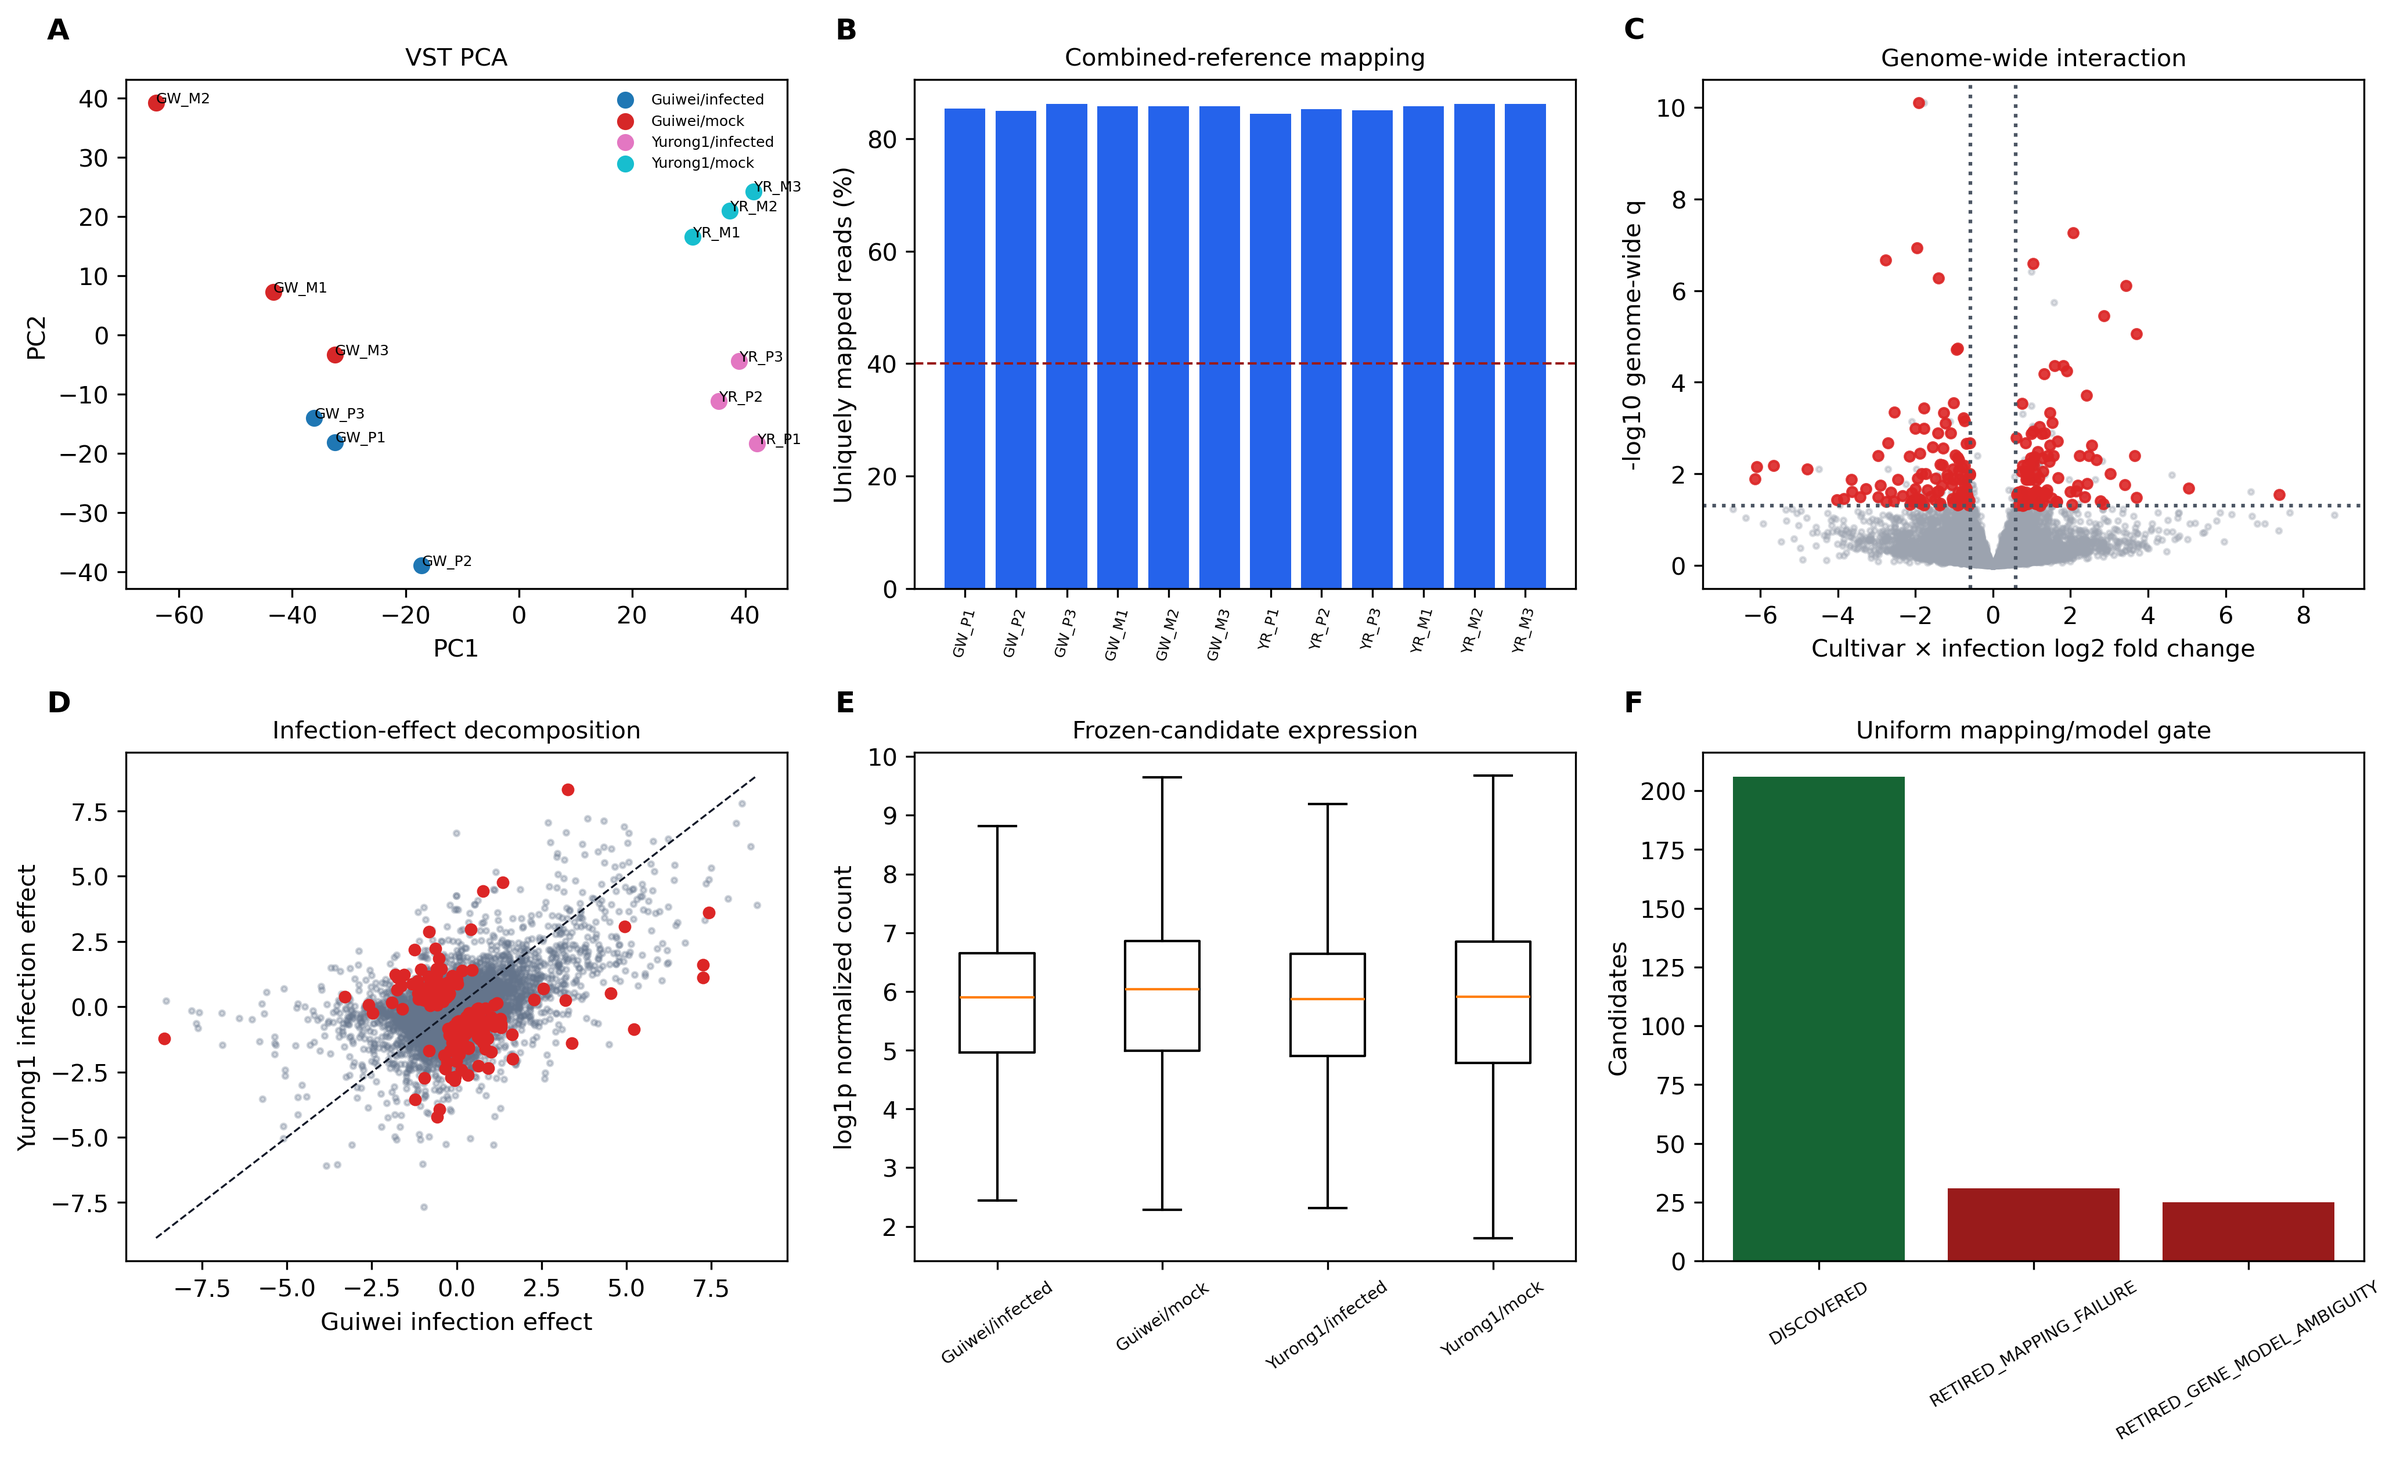 A
VST PCA
40
30
20
10
0
−10
−20
−30
−40
PC2
GW_M2
GW_M1
GW_M3
GW_P3
GW_P1
GW_P2
Guiwei/infected
Guiwei/mock
Yurong1/infected
Yurong1/mock
YR_M3
YR_M2
YR_M1
YR_P3
YR_P2
YR_P1
−60 −40 −20 0 20 40
PC1
B
Combined-reference mapping
80
60
40
20
0
Uniquely mapped reads (%)
GW_P1 GW_P2 GW_P3 GW_M1 GW_M2 GW_M3 YR_P1 YR_P2 YR_P3 YR_M1 YR_M2 YR_M3
C
Genome-wide interaction
10
8
6
4
2
0
-log10 genome-wide q
−6 −4 −2 0 2 4 6 8
Cultivar × infection log2 fold change
D
Infection-effect decomposition
7.5
5.0
2.5
0.0
−2.5
−5.0
−7.5
Yurong1 infection effect
−7.5 −5.0 −2.5 0.0 2.5 5.0 7.5
Guiwei infection effect
E
Frozen-candidate expression
10
9
8
7
6
5
4
3
2
log1p normalized count
Guiwei/infected Guiwei/mock Yurong1/infected Yurong1/mock
F
Uniform mapping/model gate
200
175
150
125
100
75
50
25
0
Candidates
DISCOVERED
RETIRED_MAPPING_FAILURE
RETIRED_GENE_MODEL_AMBIGUITY